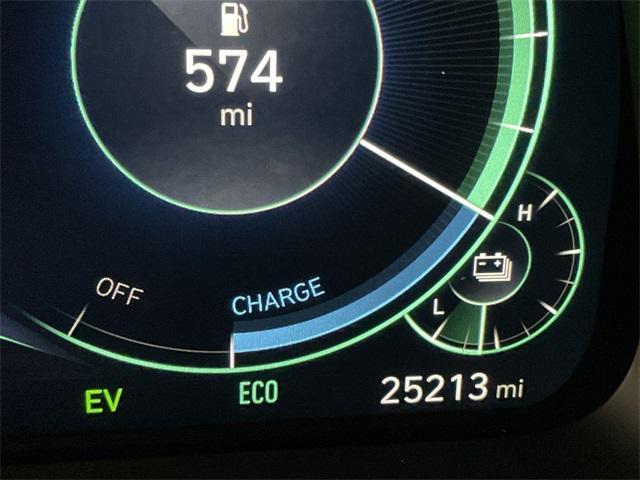 574
mi
H
L
OFF
CHARGE
EV
ECO
25213 mi